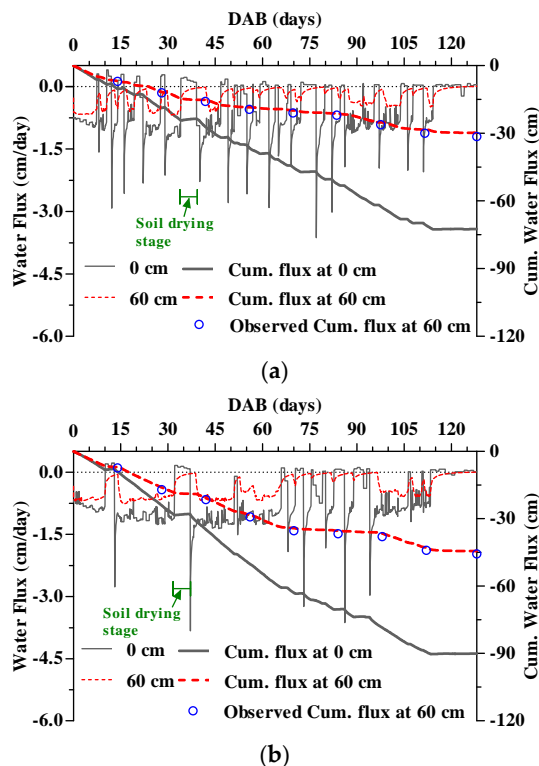 DAB (days)
0 15 30 45 60 75 90 105 120
0.0
-1.5
-3.0
-4.5
-6.0
Water Flux (cm/day)
0
-30
-60
-90
-120
Cum. Water Flux (cm)
Soil drying
stage
0 cm Cum. flux at 0 cm
60 cm Cum. flux at 60 cm
Observed Cum. flux at 60 cm
(a)
DAB (days)
0 15 30 45 60 75 90 105 120
0.0
-1.5
-3.0
-4.5
-6.0
Water Flux (cm/day)
0
-30
-60
-90
-120
Cum. Water Flux (cm)
Soil drying
stage
0 cm Cum. flux at 0 cm
60 cm Cum. flux at 60 cm
Observed Cum. flux at 60 cm
(b)